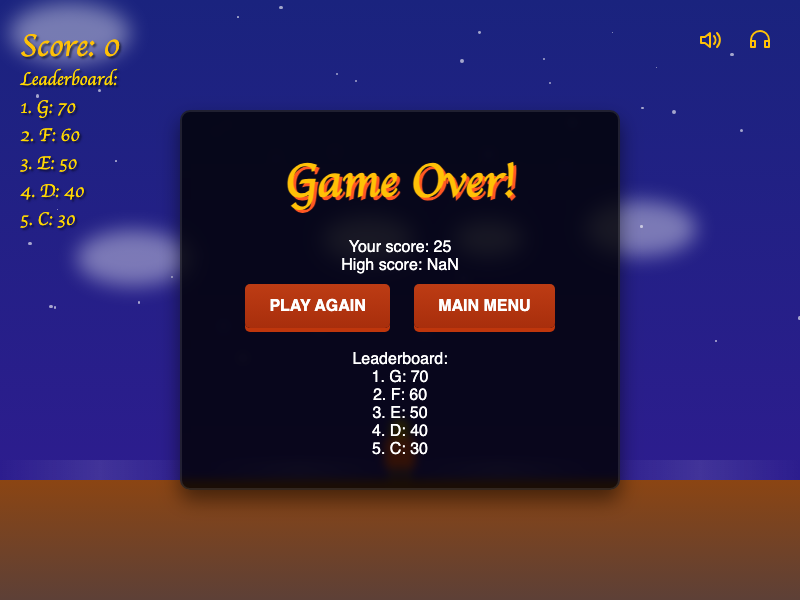 Score: 0
Leaderboard:
1. G: 70
2. F: 60
3. E: 50
4. D: 40
5. C: 30
Game Over!
Your score: 25
High score: NaN
PLAY AGAIN
MAIN MENU
Leaderboard:
1. G: 70
2. F: 60
3. E: 50
4. D: 40
5. C: 30